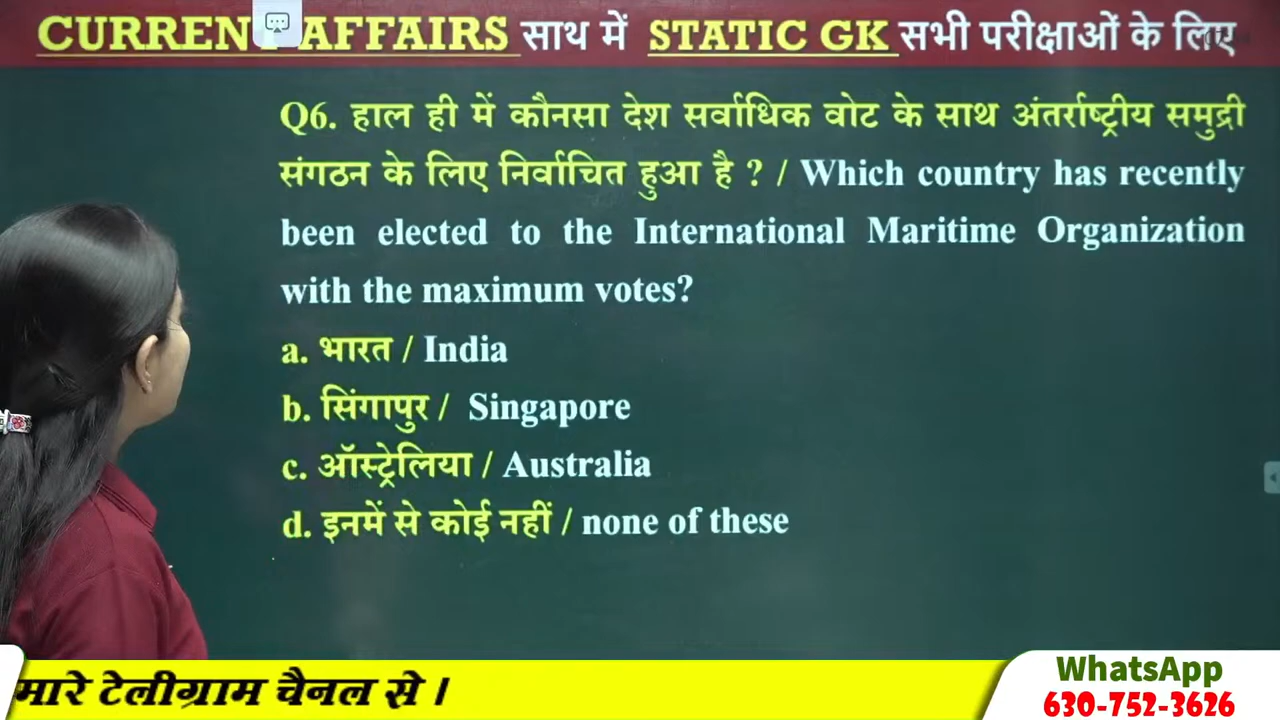 CURRENT AFFAIRS साथ में STATIC GK सभी परीक्षाओं के लिए
Q6. हाल ही में कौनसा देश सर्वाधिक वोट के साथ अंतर्राष्ट्रीय समुद्री
संगठन के लिए निर्वाचित हुआ है ? / Which country has recently
been elected to the International Maritime Organization
with the maximum votes?
a. भारत / India
b. सिंगापुर / Singapore
c. ऑस्ट्रेलिया / Australia
d. इनमें से कोई नहीं / none of these
मारे टेलीग्राम चैनल से ।
WhatsApp
630-752-3626